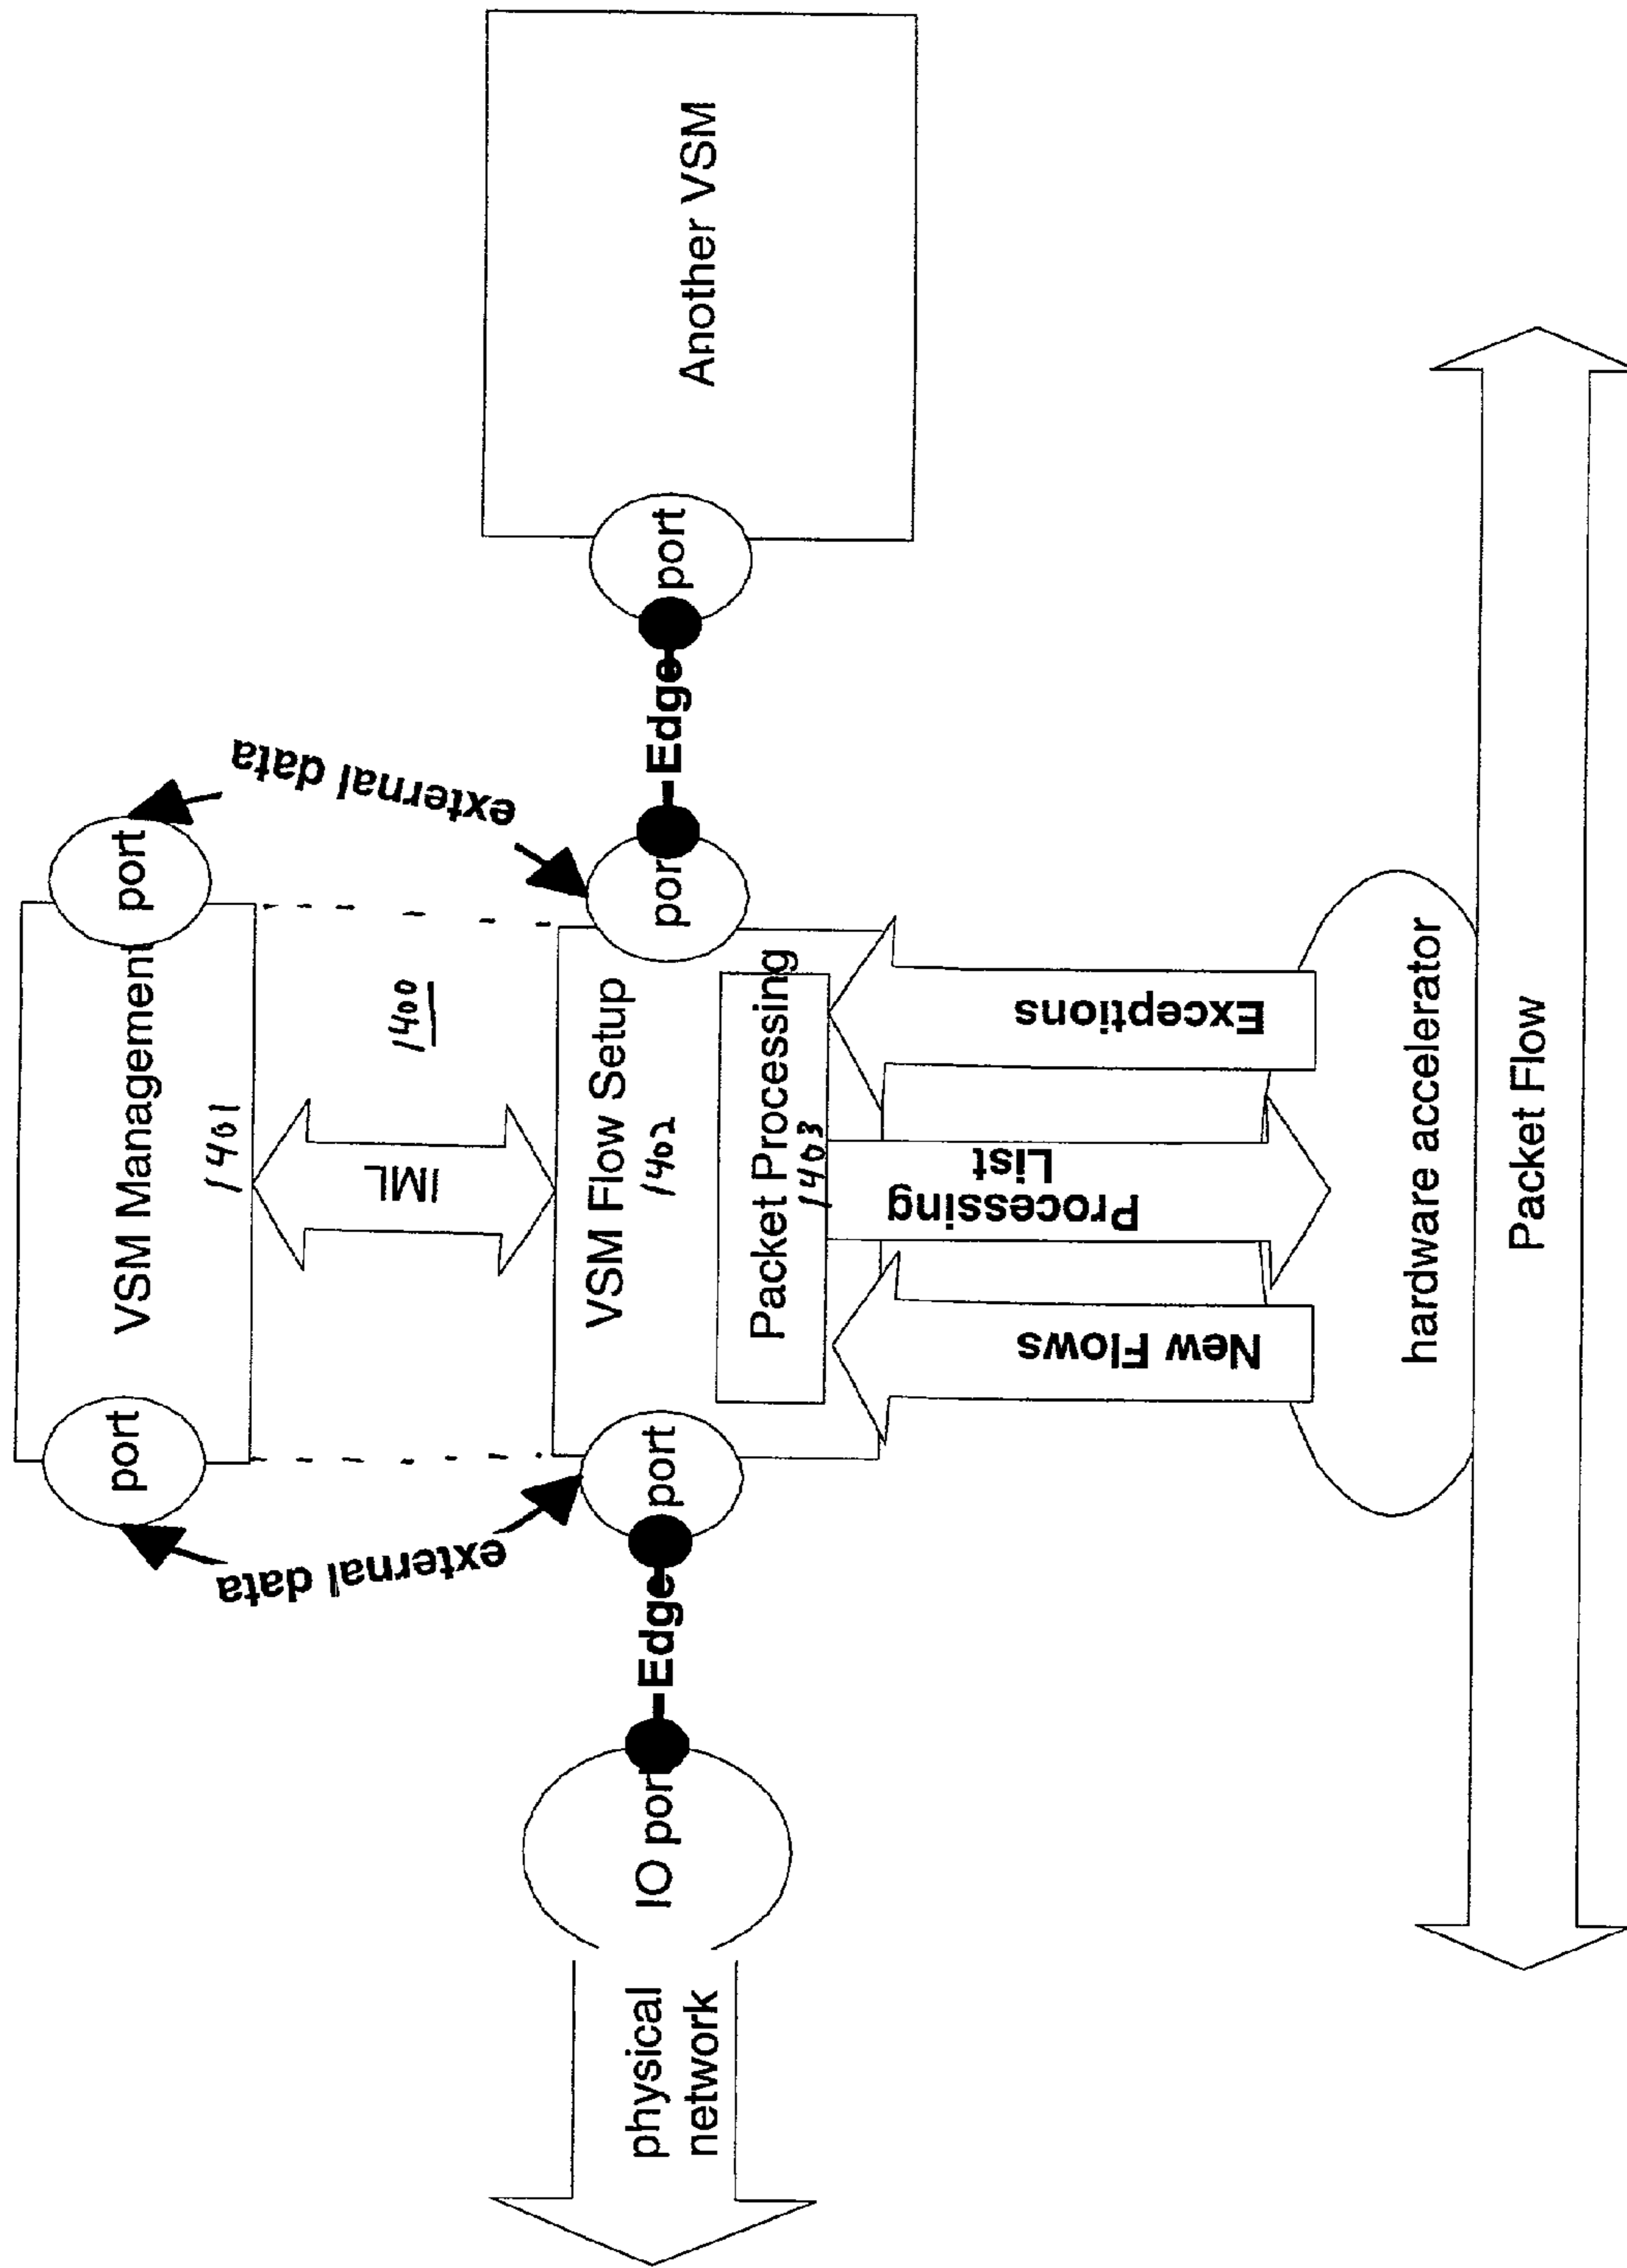 port
VSM Management
port
1401
external data
IML
1400
external data
physical
network
IO port
Edge
port
VSM Flow Setup
1402
port
Edge
port
Another VSM
Packet Processing
1403
New Flows
Processing
List
Exceptions
hardware accelerator
Packet Flow